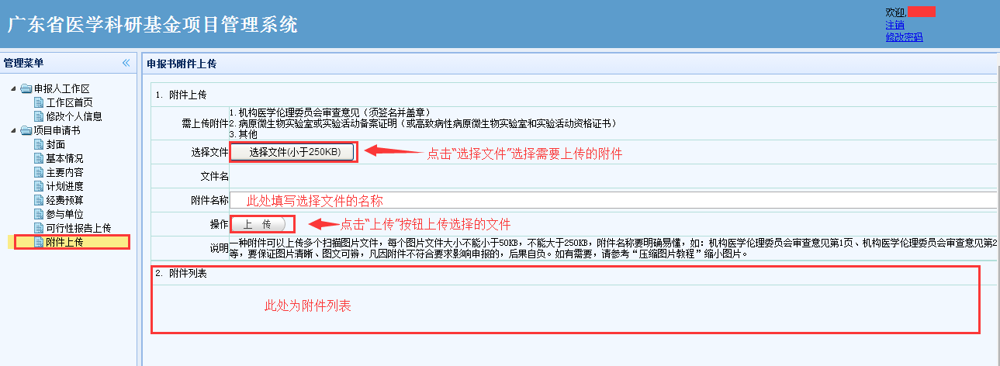 广东省医学科研基金项目管理系统
欢迎,
注销
修改密码
管理菜单
申报人工作区
工作区首页
修改个人信息
项目申请书
封面
基本情况
主要内容
计划进度
经费预算
参与单位
可行性报告上传
附件上传
申报书附件上传
1. 附件上传
需上传附件
1.机构医学伦理委员会审查意见（须签名并盖章）
2.病原微生物实验室或实验活动备案证明（或高致病性病原微生物实验室和实验活动资格证书）
3.其他
选择文件 选择文件(小于250KB) 点击“选择文件”选择需要上传的附件
文件名
附件名称 此处填写选择文件的名称
操作 上 传 点击“上传”按钮上传选择的文件
说明
一种附件可以上传多个扫描图片文件，每个图片文件大小不能小于50KB，不能大于250KB，附件名称要明确易懂，如：机构医学伦理委员会审查意见第1页、机构医学伦理委员会审查意见第2
等，要保证图片清晰、图文可辨，凡因附件不符合要求影响申报的，后果自负。如有需要，请参考“压缩图片教程”缩小图片。
2. 附件列表
此处为附件列表